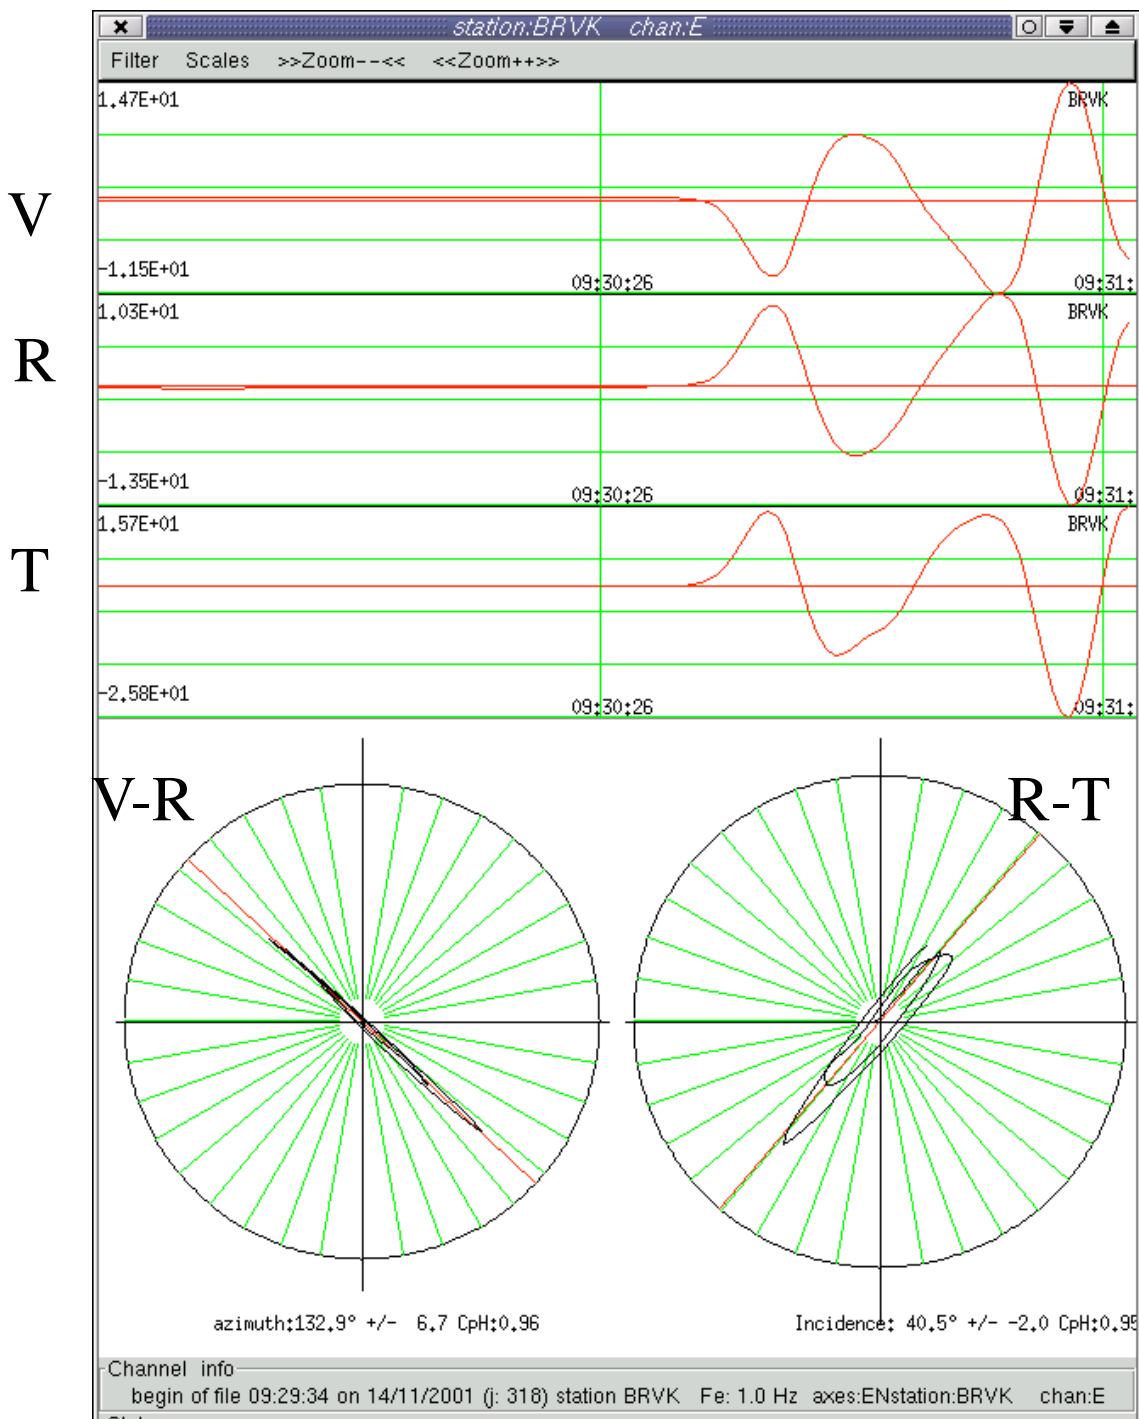 station:BRVK chan:E
Filter Scales >>Zoom--<< <<Zoom++>>
1.47E+01 BRVK
V
-1.15E+01 09:30:26 09:31:
1.03E+01 BRVK
R
-1.35E+01 09:30:26 09:31:
1.57E+01 BRVK
T
-2.58E+01 09:30:26 09:31:
V-R R-T
azimuth:132.9° +/- 6.7 CpH:0.96 Incidence: 40.5° +/- -2.0 CpH:0.95
Channel info
begin of file 09:29:34 on 14/11/2001 (j: 318) station BRVK Fe: 1.0 Hz axes:ENstation:BRVK chan:E